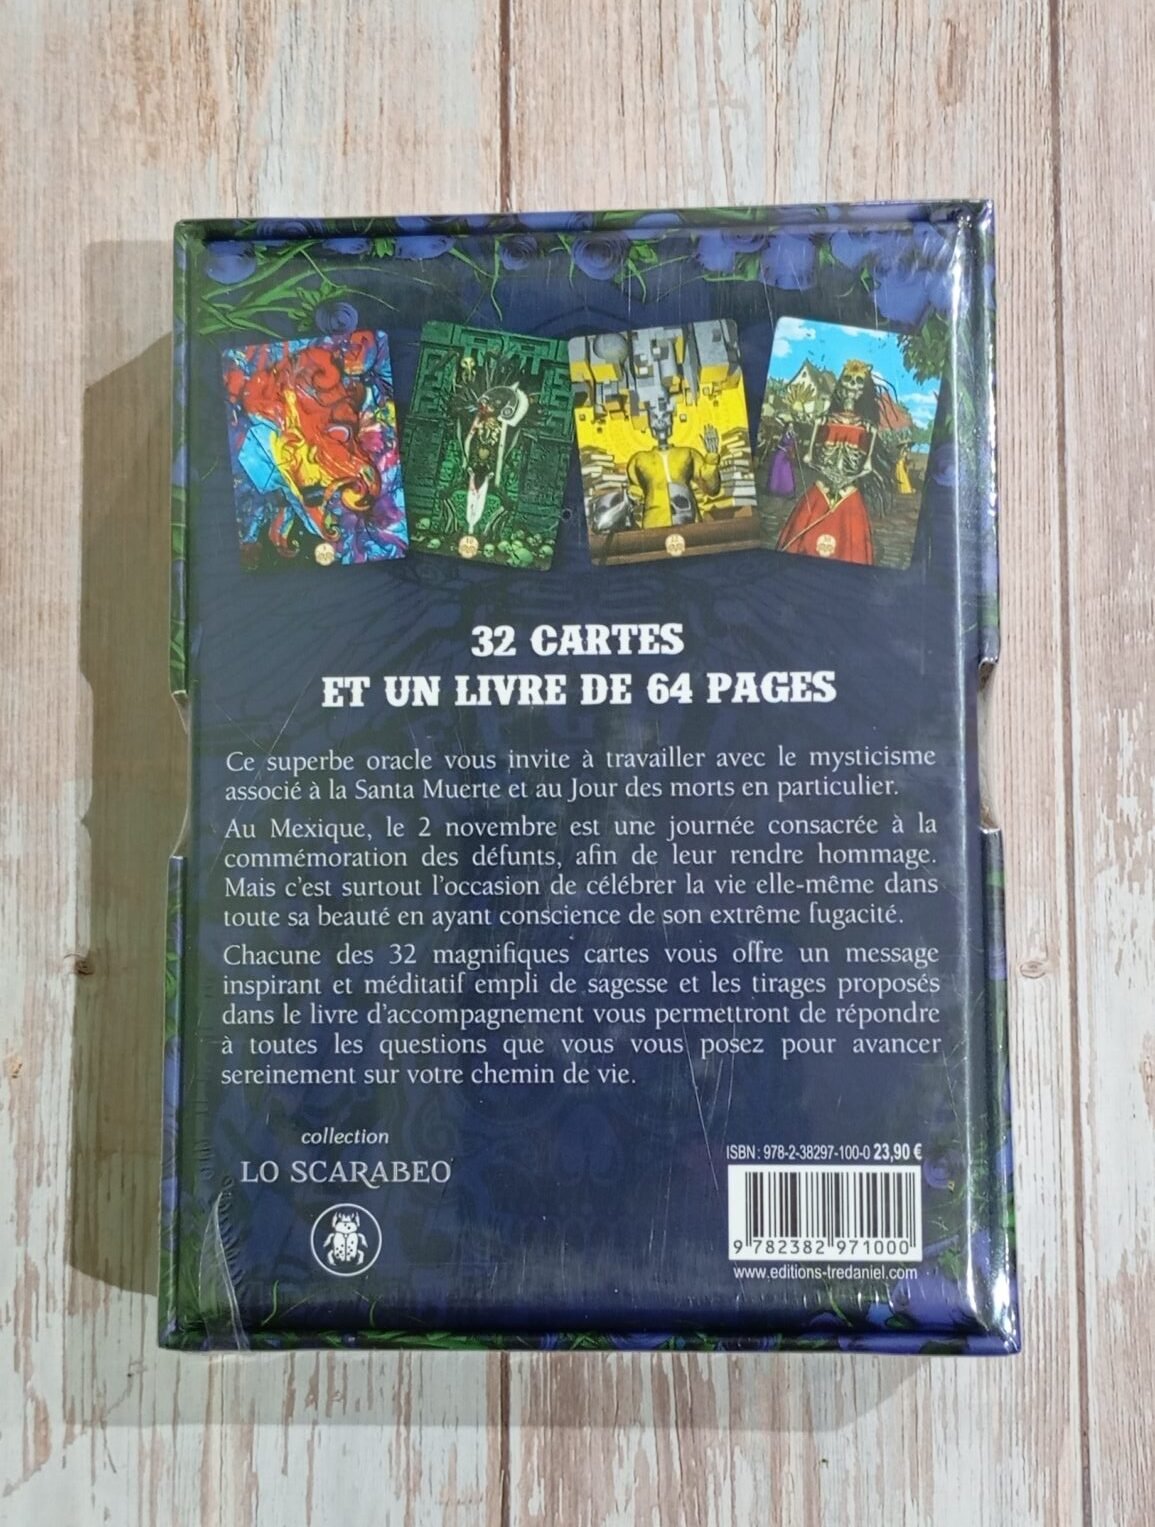 32 CARTES
ET UN LIVRE DE 64 PAGES
Ce superbe oracle vous invite à travailler avec le mysticisme
associé à la Santa Muerte et au Jour des morts en particulier.
Au Mexique, le 2 novembre est une journée consacrée à la
commémoration des défunts, afin de leur rendre hommage.
Mais c'est surtout l'occasion de célébrer la vie elle-même dans
toute sa beauté en ayant conscience de son extrême fugacité.
Chacune des 32 magnifiques cartes vous offre un message
inspirant et méditatif empli de sagesse et les tirages proposés
dans le livre d'accompagnement vous permettront de répondre
à toutes les questions que vous vous posez pour avancer
sereinement sur votre chemin de vie.
collection
LO SCARABEO
ISBN : 978-2-38297-100-0 23,90 €
9 782382 971000
www.editions-tredaniel.com